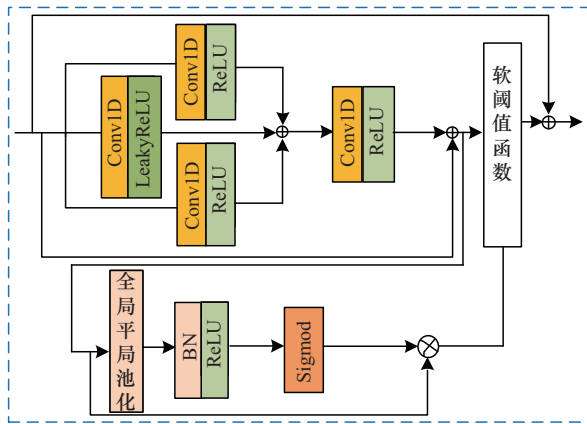 Conv1D
ReLU
Conv1D
LeakyReLU
Conv1D
ReLU
Conv1D
ReLU
软阈值函数
全局平局池化
BN
ReLU
Sigmod